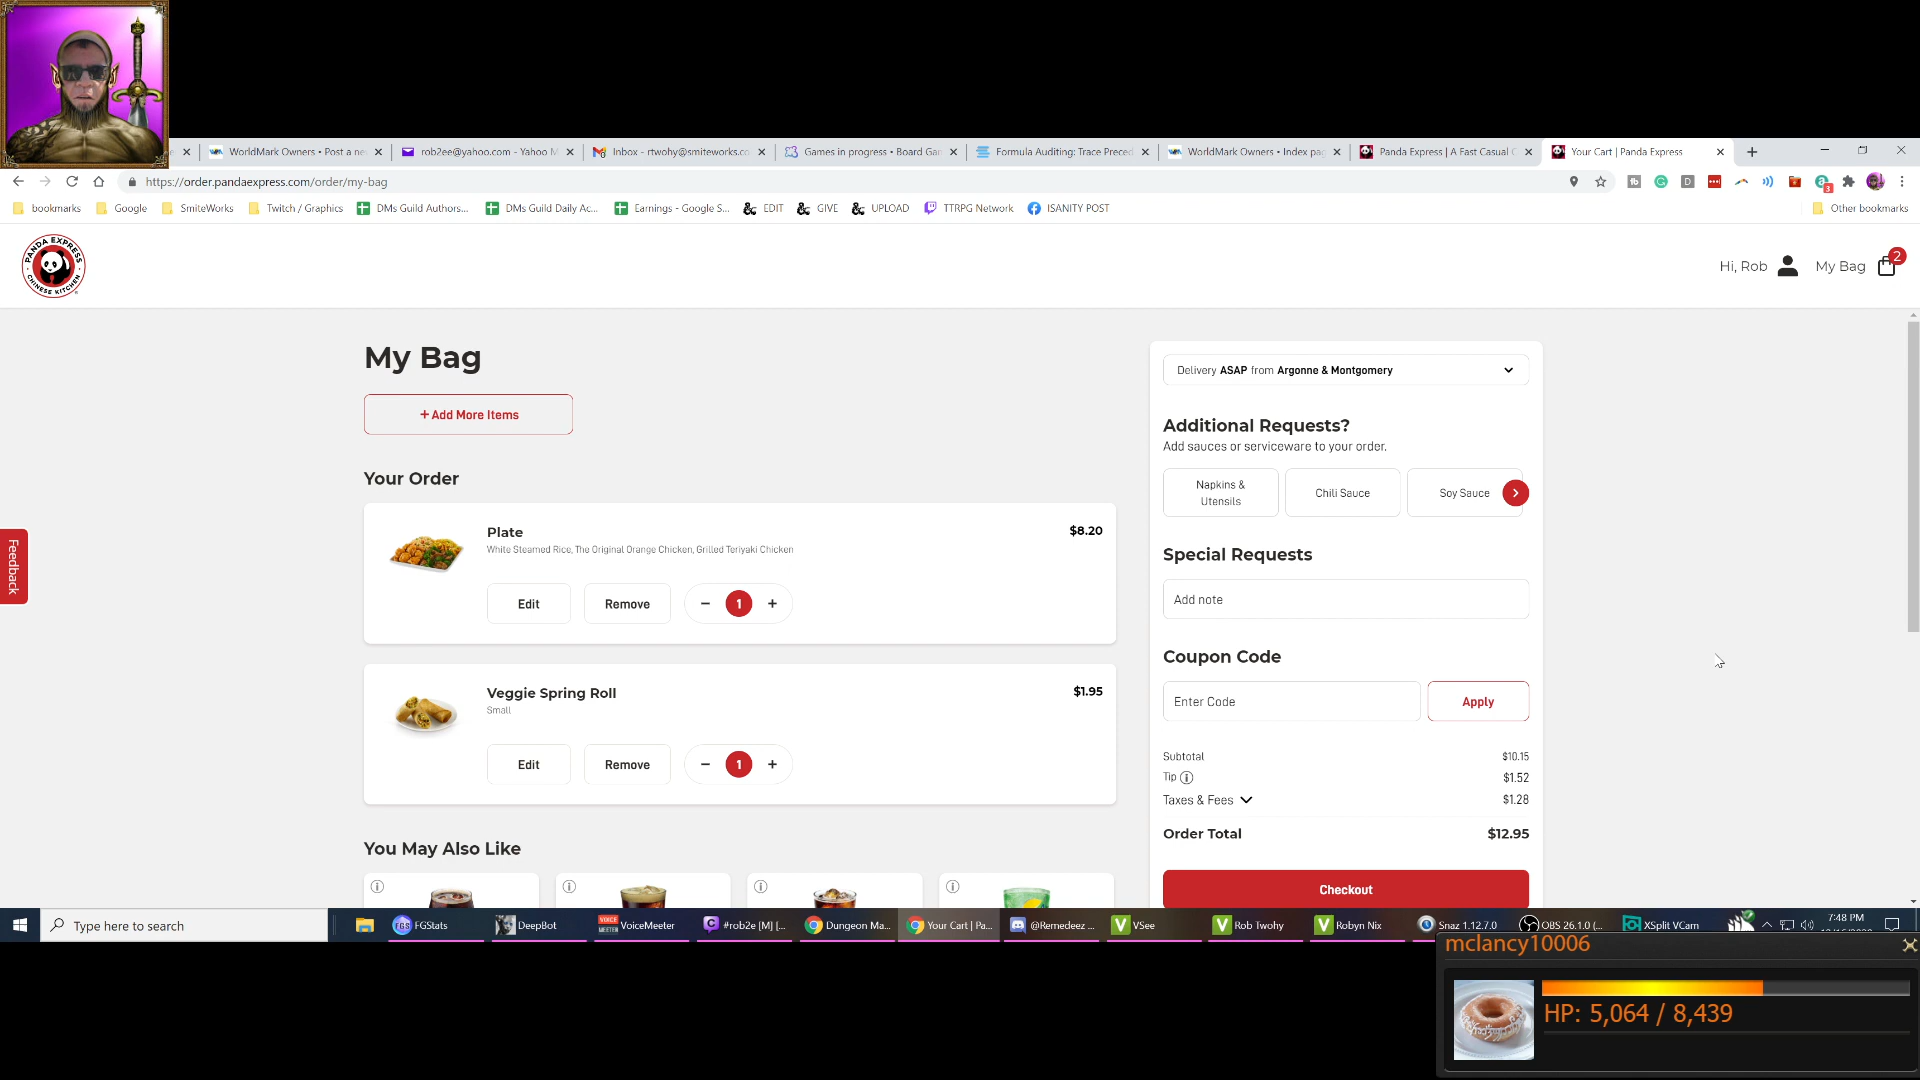 WorldMark Owners • Post a ne
rob2ee@yahoo.com - Yahoo M
Inbox - rtwohy@smiteworks.co
Games in progress • Board Gan
Formula Auditing: Trace Preced
WorldMark Owners • Index pag
Panda Express | A Fast Casual C
Your Cart | Panda Express
https://order.pandaexpress.com/order/my-bag
bookmarks
Google
SmiteWorks
Twitch / Graphics
DMs Guild Authors...
DMs Guild Daily Ac...
Earnings - Google S...
EDIT
GIVE
UPLOAD
TTRPG Network
ISANITY POST
Other bookmarks
PANDA EXPRESS
CHINESE KITCHEN
Hi, Rob
My Bag
2
My Bag
+ Add More Items
Your Order
Plate
$8.20
White Steamed Rice, The Original Orange Chicken, Grilled Teriyaki Chicken
Edit
Remove
− 1 +
Veggie Spring Roll
$1.95
Small
Edit
Remove
− 1 +
You May Also Like
Feedback
Delivery ASAP from Argonne & Montgomery
Additional Requests?
Add sauces or serviceware to your order.
Napkins &
Utensils
Chili Sauce
Soy Sauce
Special Requests
Add note
Coupon Code
Enter Code
Apply
Subtotal $10.15
Tip $1.52
Taxes & Fees $1.28
Order Total $12.95
Checkout
Type here to search
FGStats
DeepBot
VoiceMeeter
#rob2e [M] [...
Dungeon Ma...
Your Cart | Pa...
@Remedeez ...
VSee
Rob Twohy
Robyn Nix
Snaz 1.12.7.0
OBS 26.1.0 (...
XSplit VCam
7:48 PM
mclancy10006
HP: 5,064 / 8,439